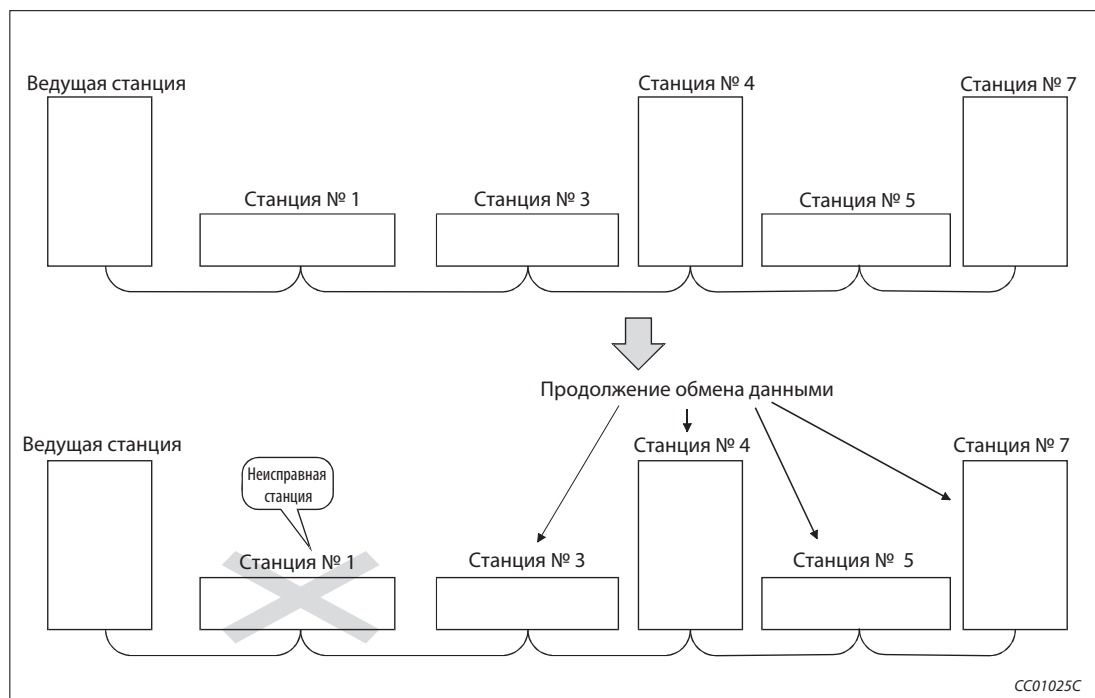 Ведущая станция
Станция № 4
Станция № 7
Станция № 1
Станция № 3
Станция № 5
Продолжение обмена данными
Ведущая станция
Станция № 4
Станция № 7
Неисправная
станция
Станция № 1
Станция № 3
Станция № 5
CC01025C